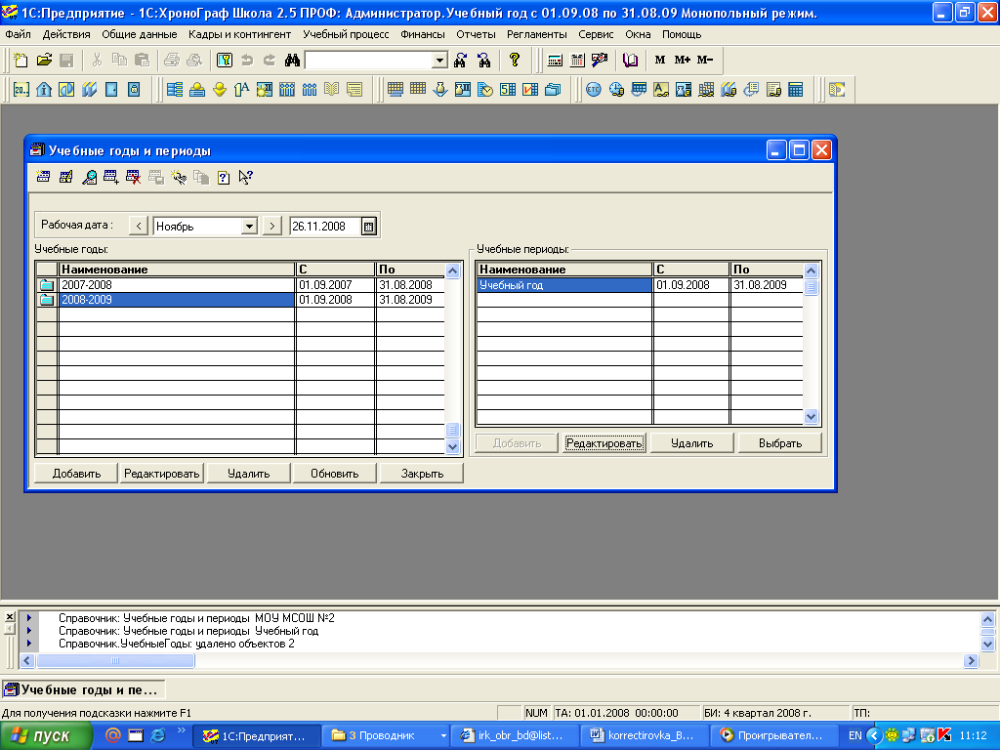 1С:Предприятие - 1С:ХроноГраф Школа 2.5 ПРОФ: Администратор.Учебный год с 01.09.08 по 31.08.09 Монопольный режим.
Файл Действия Общие данные Кадры и контингент Учебный процесс Финансы Отчеты Регламенты Сервис Окна Помощь
M M+ M−
Учебные годы и периоды
Рабочая дата : < Ноябрь > 26.11.2008
Учебные годы: Учебные периоды:
Наименование С По Наименование С По
2007-2008 01.09.2007 31.08.2008 Учебный год 01.09.2008 31.08.2009
2008-2009 01.09.2008 31.08.2009
Добавить Редактировать Удалить Выбрать
Добавить Редактировать Удалить Обновить Закрыть
Справочник: Учебные годы и периоды МОУ МСОШ №2
Справочник: Учебные годы и периоды Учебный год
Справочник.УчебныеГоды: удалено объектов 2
Учебные годы и пе...
Для получения подсказки нажмите F1 NUM ТА: 01.01.2008 00:00:00 БИ: 4 квартал 2008 г. ТП:
пуск 1С:Предприят... 3 Проводник irk_obr_bd@list... korrectirovka_B... Проигрывател... EN 11:12